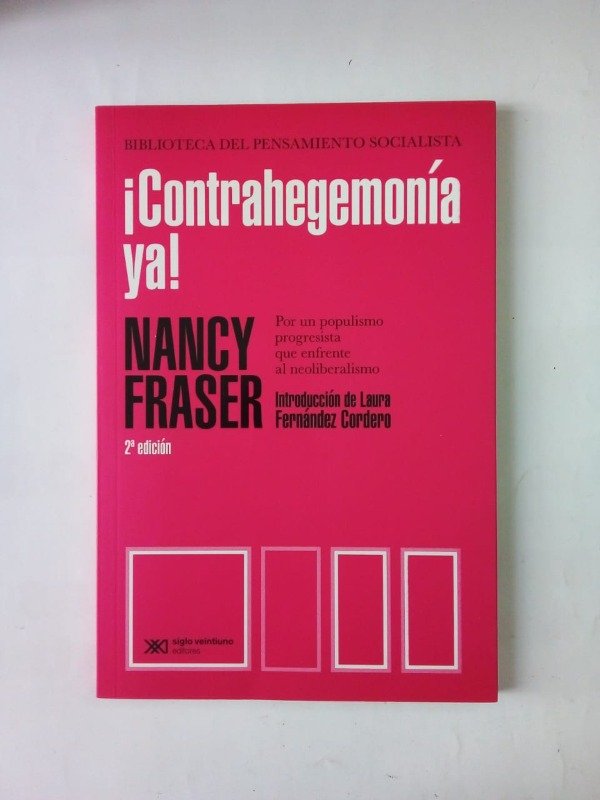 BIBLIOTECA DEL PENSAMIENTO SOCIALISTA
¡Contrahegemonía
ya!
NANCY
FRASER
2ª edición
Por un populismo
progresista
que enfrente
al neoliberalismo
Introducción de Laura
Fernández Cordero
siglo veintiuno
editores